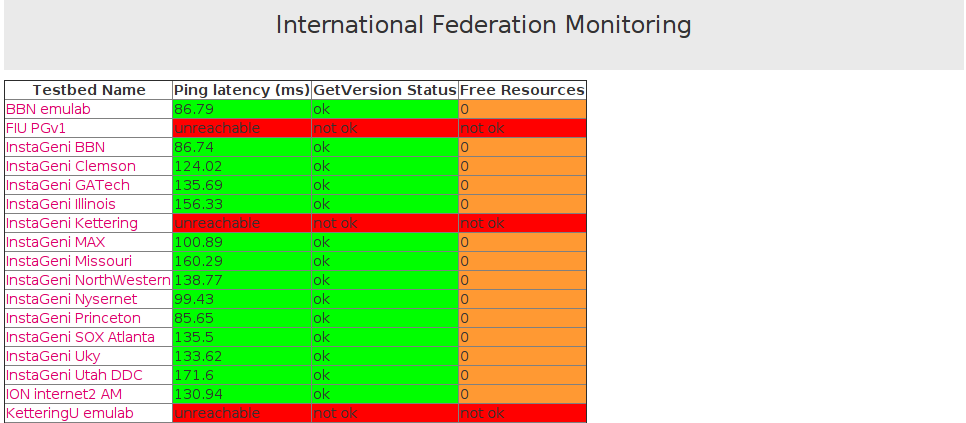 International Federation Monitoring
Testbed Name Ping latency (ms) GetVersion Status Free Resources
BBN emulab 86.79 ok 0
FIU PGv1 unreachable not ok not ok
InstaGeni BBN 86.74 ok 0
InstaGeni Clemson 124.02 ok 0
InstaGeni GATech 135.69 ok 0
InstaGeni Illinois 156.33 ok 0
InstaGeni Kettering unreachable not ok not ok
InstaGeni MAX 100.89 ok 0
InstaGeni Missouri 160.29 ok 0
InstaGeni NorthWestern 138.77 ok 0
InstaGeni Nysernet 99.43 ok 0
InstaGeni Princeton 85.65 ok 0
InstaGeni SOX Atlanta 135.5 ok 0
InstaGeni Uky 133.62 ok 0
InstaGeni Utah DDC 171.6 ok 0
ION internet2 AM 130.94 ok 0
KetteringU emulab unreachable not ok not ok